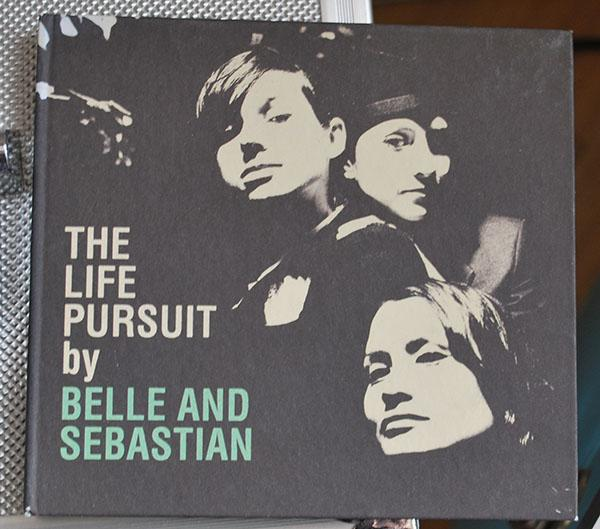 THE
LIFE
PURSUIT
by
BELLE AND
SEBASTIAN